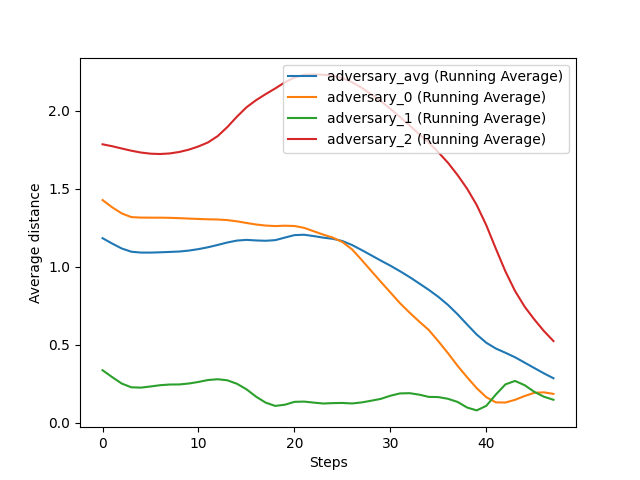 adversary_avg (Running Average)
adversary_0 (Running Average)
adversary_1 (Running Average)
adversary_2 (Running Average)
2.0
1.5
1.0
0.5
0.0
Average distance
0 10 20 30 40
Steps